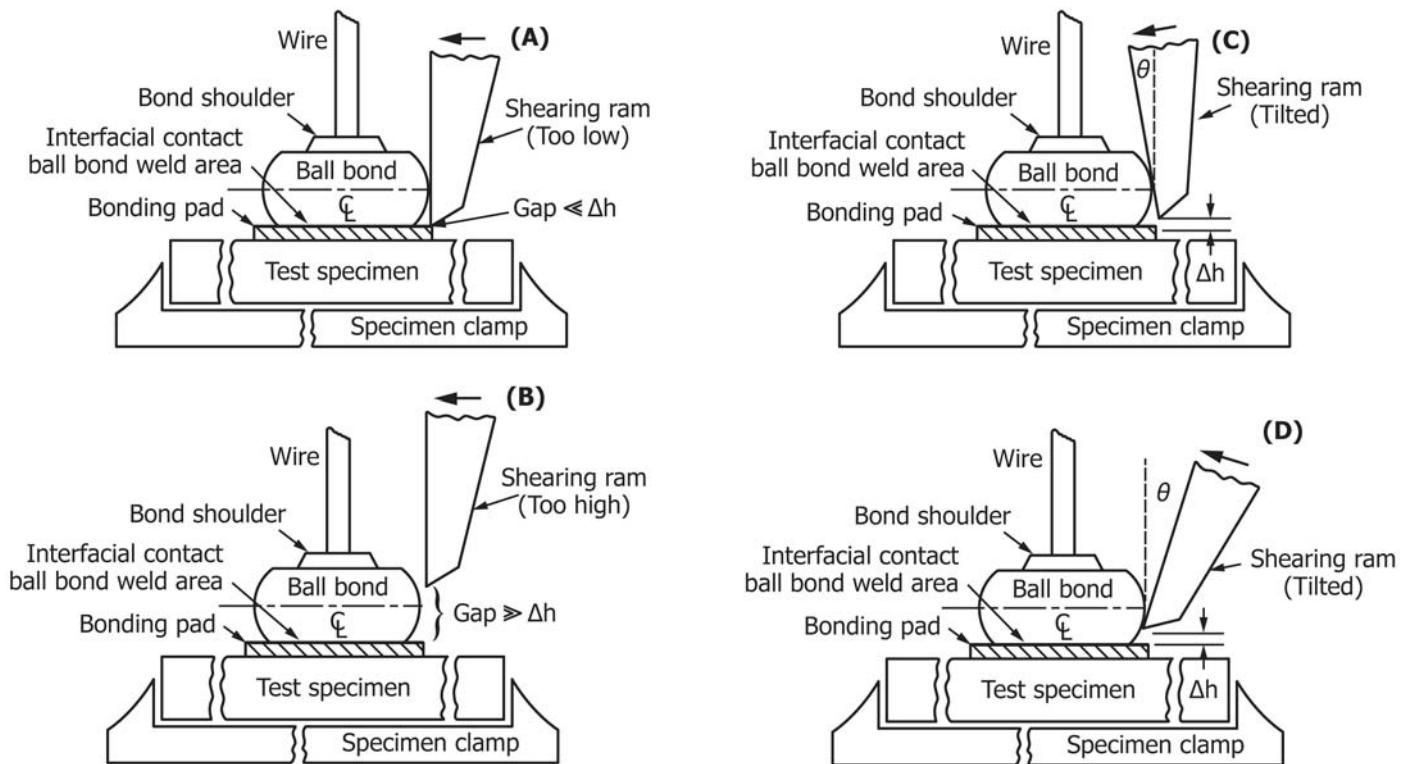 (A)
Wire
Bond shoulder
Shearing ram
(Too low)
Interfacial contact
ball bond weld area
Ball bond
℄
Bonding pad
Gap ≪ Δh
Test specimen
Specimen clamp
(B)
Wire
Shearing ram
(Too high)
Bond shoulder
Interfacial contact
ball bond weld area
Ball bond
℄
Gap ≫ Δh
Bonding pad
Test specimen
Specimen clamp
(C)
θ
Wire
Shearing ram
(Tilted)
Bond shoulder
Interfacial contact
ball bond weld area
Ball bond
℄
Bonding pad
Δh
Test specimen
Specimen clamp
(D)
Wire
θ
Bond shoulder
Interfacial contact
ball bond weld area
Shearing ram
(Tilted)
Ball bond
℄
Bonding pad
Δh
Test specimen
Specimen clamp